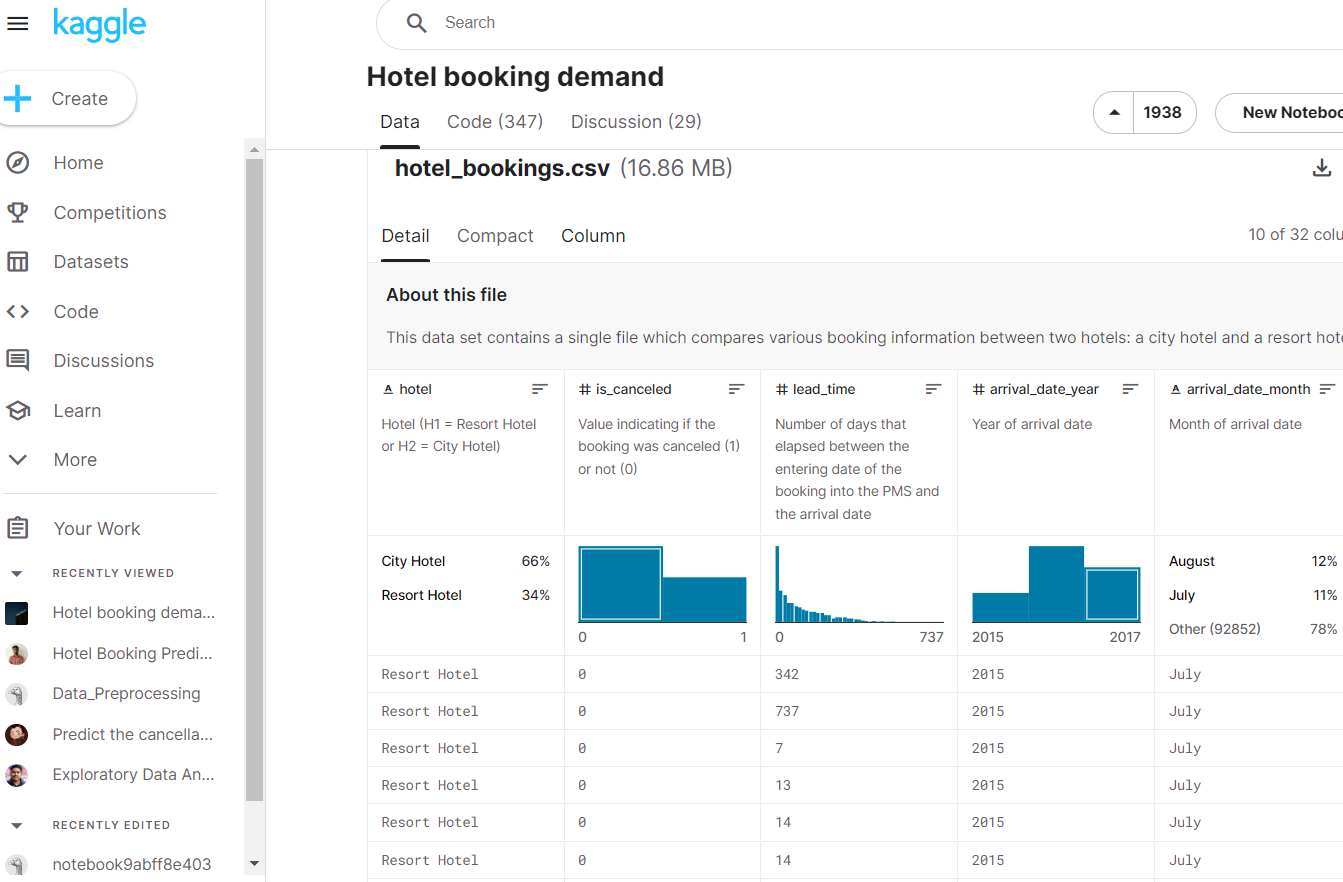 kaggle
Search
Create
Home
Competitions
Datasets
Code
Discussions
Learn
More
Your Work
RECENTLY VIEWED
Hotel booking dema...
Hotel Booking Predi...
Data_Preprocessing
Predict the cancella...
Exploratory Data An...
RECENTLY EDITED
notebook9abff8e403
Hotel booking demand
Data Code (347) Discussion (29)
1938 New Noteboo
hotel_bookings.csv (16.86 MB)
Detail Compact Column 10 of 32 colu
About this file
This data set contains a single file which compares various booking information between two hotels: a city hotel and a resort hote
hotel # is_canceled # lead_time # arrival_date_year arrival_date_month
Hotel (H1 = Resort Hotel
or H2 = City Hotel)
Value indicating if the
booking was canceled (1)
or not (0)
Number of days that
elapsed between the
entering date of the
booking into the PMS and
the arrival date
Year of arrival date
Month of arrival date
City Hotel 66%
Resort Hotel 34%
0 1
0 737
2015 2017
August 12%
July 11%
Other (92852) 78%
Resort Hotel 0 342 2015 July
Resort Hotel 0 737 2015 July
Resort Hotel 0 7 2015 July
Resort Hotel 0 13 2015 July
Resort Hotel 0 14 2015 July
Resort Hotel 0 14 2015 July